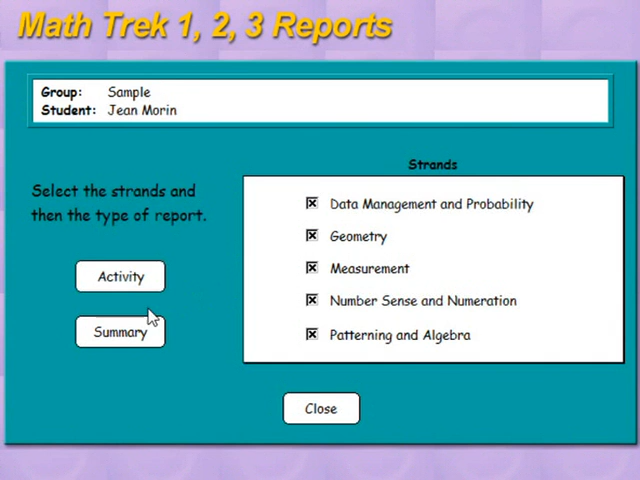 Math Trek 1, 2, 3 Reports
Group: Sample
Student: Jean Morin
Strands
Select the strands and
then the type of report.
Data Management and Probability
Geometry
Measurement
Number Sense and Numeration
Patterning and Algebra
Activity
Summary
Close